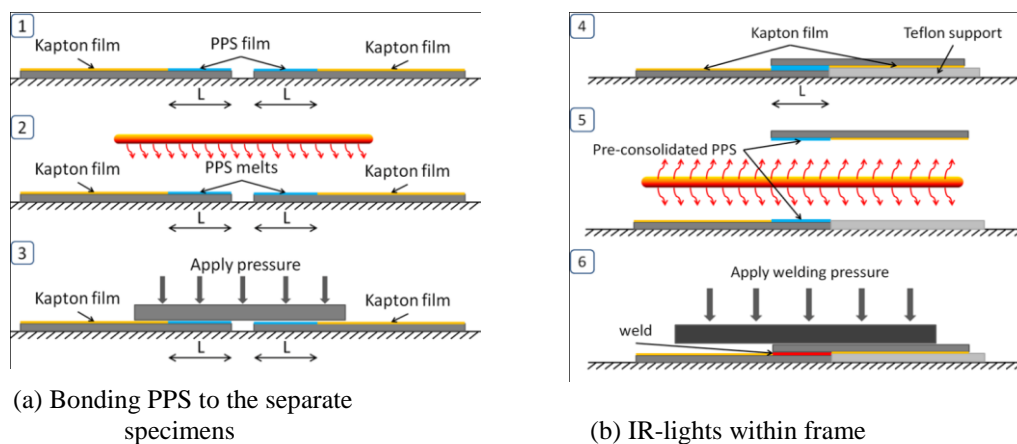 1
Kapton film
PPS film
Kapton film
L
L
2
Kapton film
PPS melts
Kapton film
L
L
3
Apply pressure
Kapton film
Kapton film
L
L
(a) Bonding PPS to the separate
specimens
4
Kapton film
Teflon support
L
5
Pre-consolidated PPS
6
Apply welding pressure
weld
(b) IR-lights within frame